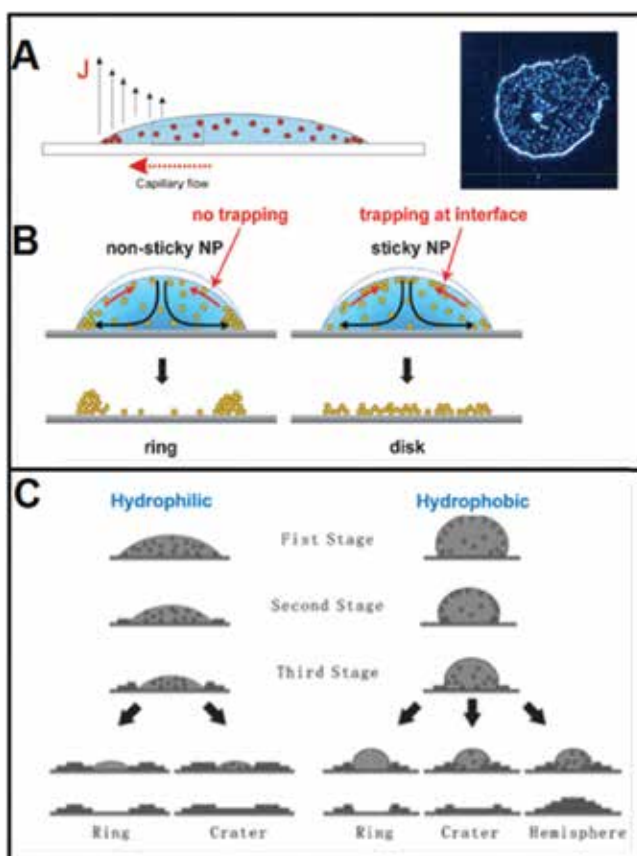 A
J
Capillary flow
no trapping
trapping at interface
B
non-sticky NP
sticky NP
ring
disk
C
Hydrophilic
Hydrophobic
Fist Stage
Second Stage
Third Stage
Ring
Crater
Ring
Crater
Hemisphere